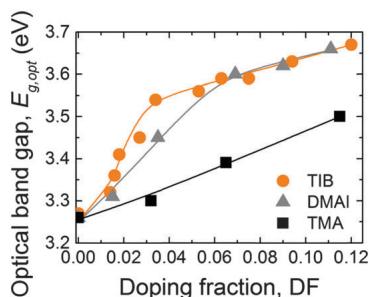 Optical band gap, E_g,opt (eV)
3.7
3.6
3.5
3.4
3.3
3.2
TIB
DMAI
TMA
0.00 0.02 0.04 0.06 0.08 0.10 0.12
Doping fraction, DF